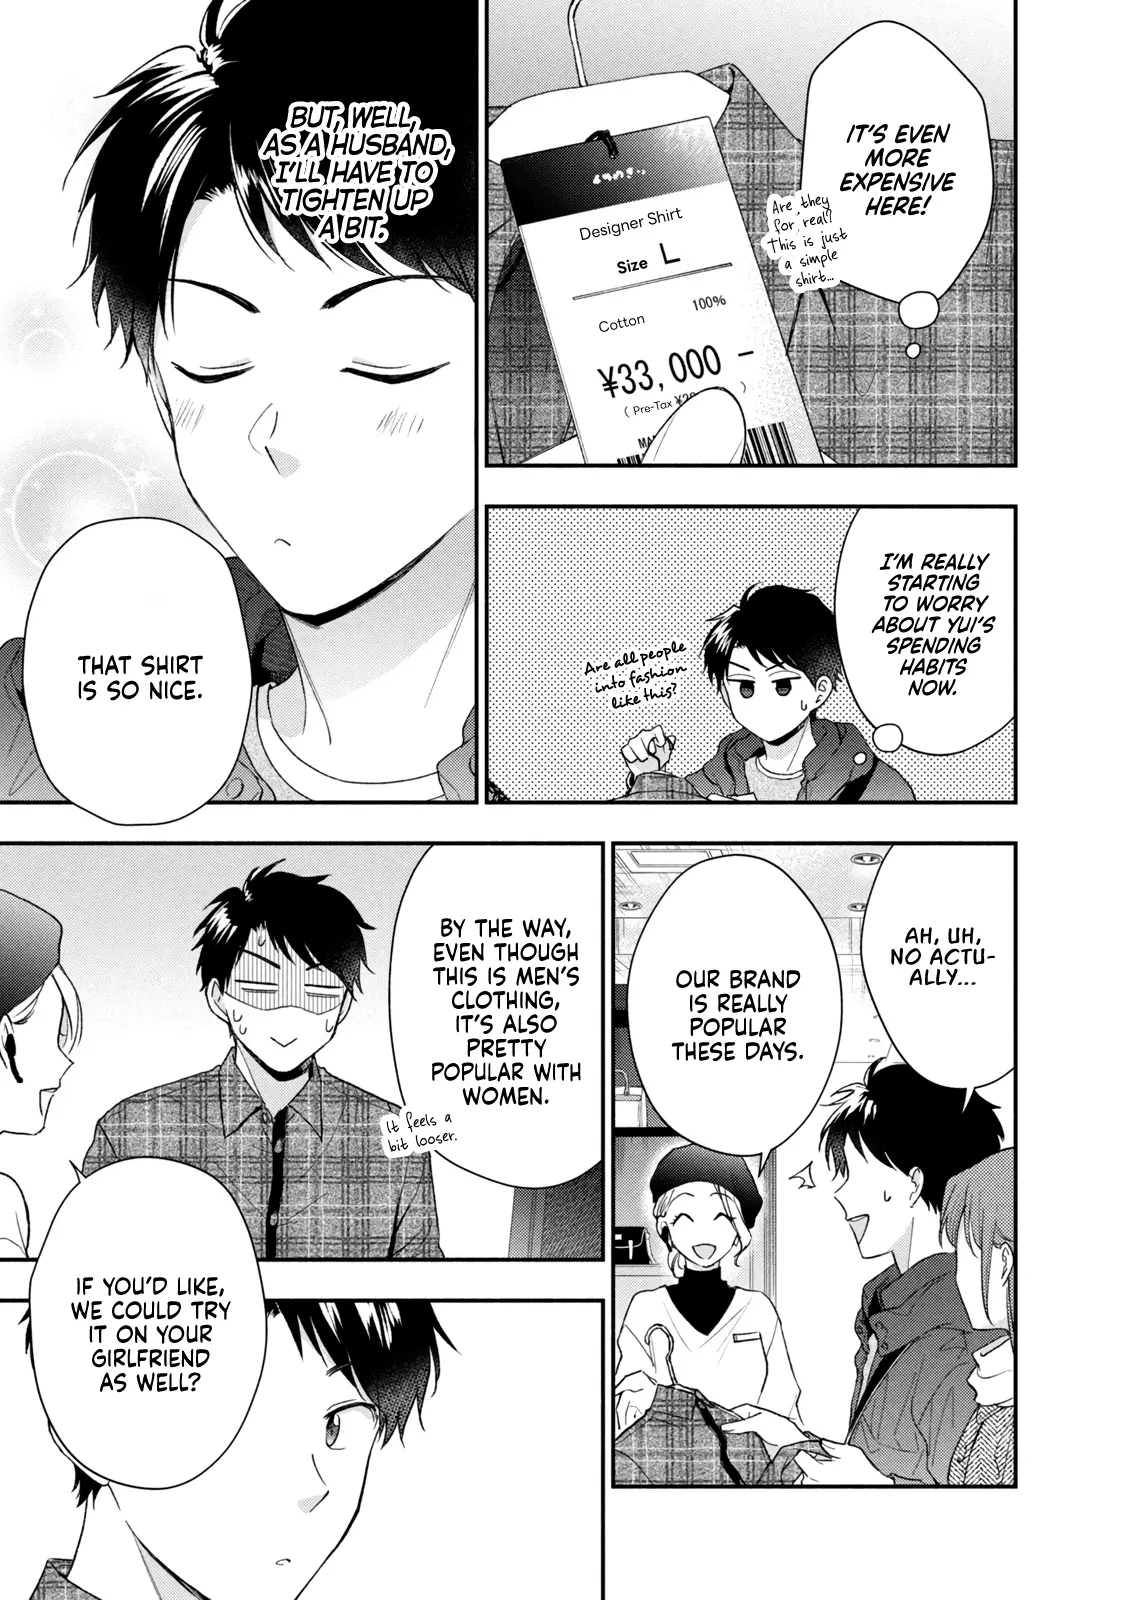 IT'S EVEN
MORE
EXPENSIVE
HERE!
Are they
for real?
This is just
a simple
shirt...
Designer Shirt
Size L
100%
Cotton
¥33,000 -
( Pre-Tax ¥ )
I'M REALLY
STARTING
TO WORRY
ABOUT YUI'S
SPENDING
HABITS
NOW.
Are all people
into fashion
like this?
BUT, WELL,
AS A HUSBAND,
I'LL HAVE TO
TIGHTEN UP
A BIT.
THAT SHIRT
IS SO NICE.
AH, UH,
NO ACTU-
ALLY...
OUR BRAND
IS REALLY
POPULAR
THESE DAYS.
BY THE WAY,
EVEN THOUGH
THIS IS MEN'S
CLOTHING,
IT'S ALSO
PRETTY
POPULAR WITH
WOMEN.
It feels a
bit looser.
IF YOU'D LIKE,
WE COULD TRY
IT ON YOUR
GIRLFRIEND
AS WELL?